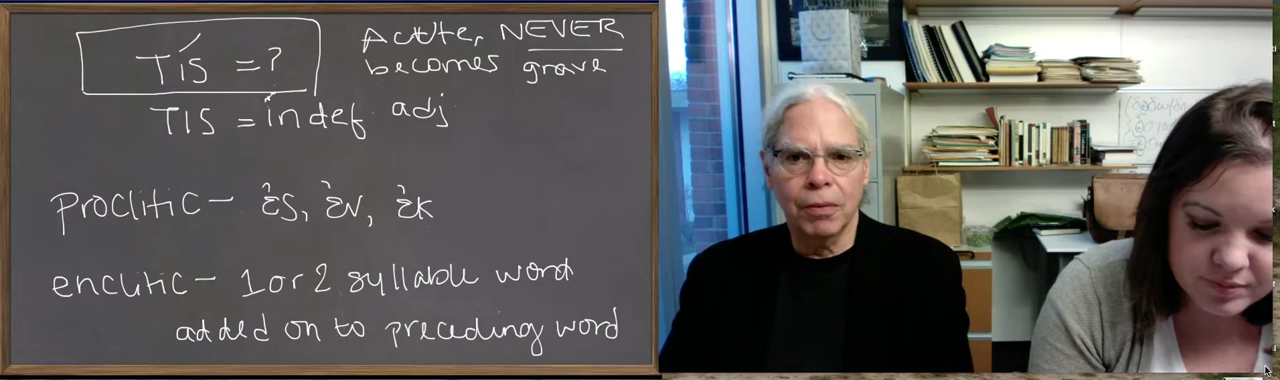 τίς = ?
Acute, NEVER
becomes grave
τις = indef adj
proclitic – ἐς, ἐν, ἐκ
enclitic – 1 or 2 syllable word
added on to preceding word